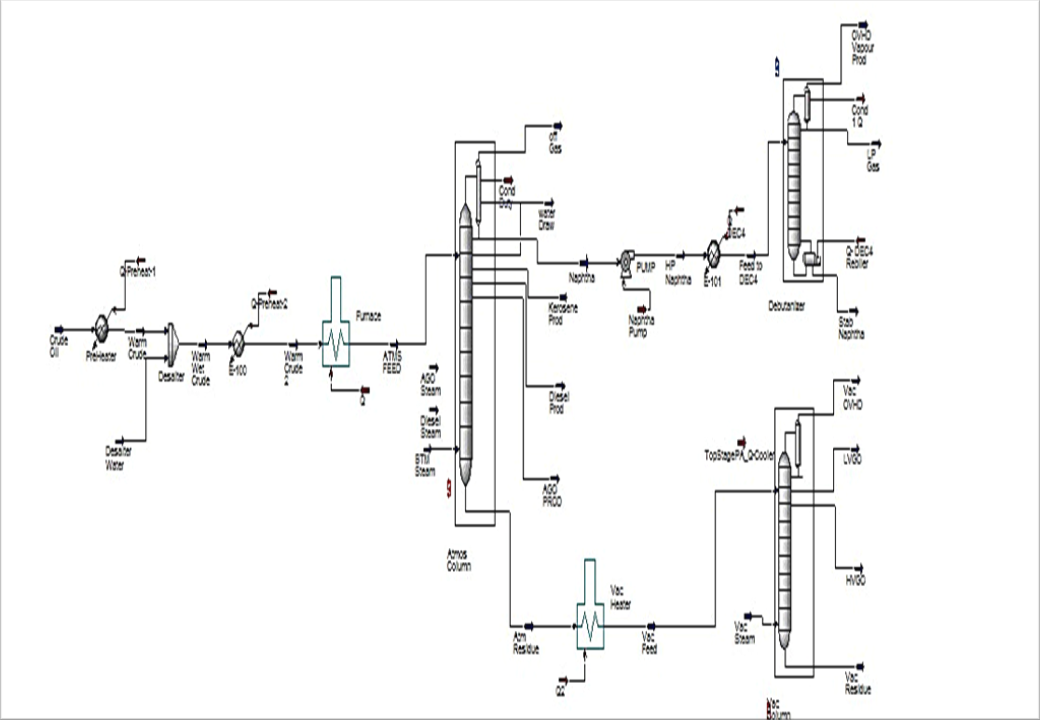 OVHD
Vapour
Prod
Cond
1 Q
LP
Gas
off
Gas
Cond
water
Draw
DEC4
Q-Preheat-1
Q-Preheat-2
Naphtha
PUMP
HP
Naphtha
E-101
Feed to
DEC4
Q-DEC4
Debutanizer
Kerosene
Prod
Naphtha
Pump
Stab
Naphtha
Furnace
Crude
Oil
PreHeater
Warm
Crude
Desalter
Warm
Wet
Crude
E-100
Warm
Crude
2
ATMS
FEED
Q
AGO
Steam
Diesel
Prod
Vac
OVHD
Diesel
Steam
Desalter
Water
BTM
Steam
TopStagePA_Q-Cooler
LVGO
AGO
Atmos
Column
HVGO
Vac
Heater
Atm
Residue
Vac
Feed
Vac
Steam
Q2
Vac
Residue
Vac
Column